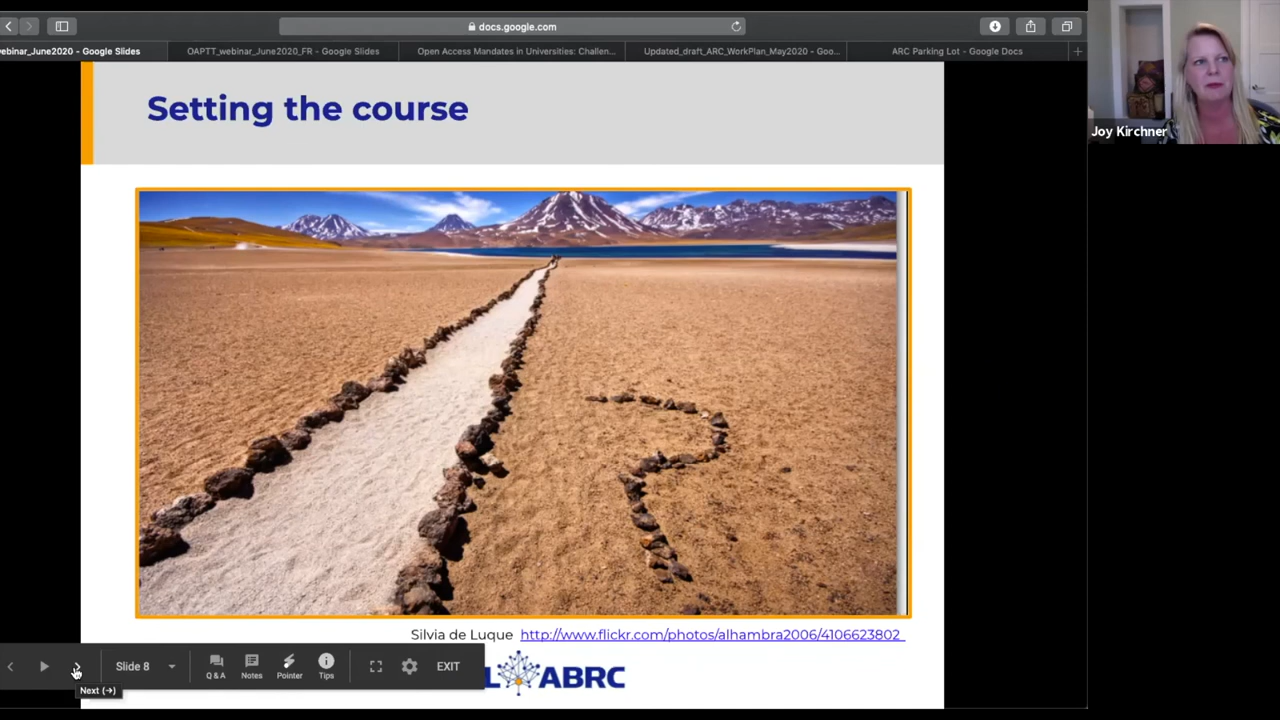 docs.google.com
ebinar_June2020 - Google Slides
OAPTT_webinar_June2020_FR - Google Slides
Open Access Mandates in Universities: Challen...
Updated_draft_ARC_WorkPlan_May2020 - Goo...
ARC Parking Lot - Google Docs
Joy Kirchner
Setting the course
Silvia de Luque http://www.flickr.com/photos/alhambra2006/4106623802
Slide 8
Q & A
Notes
Pointer
Tips
EXIT
Next (→)
ABRC